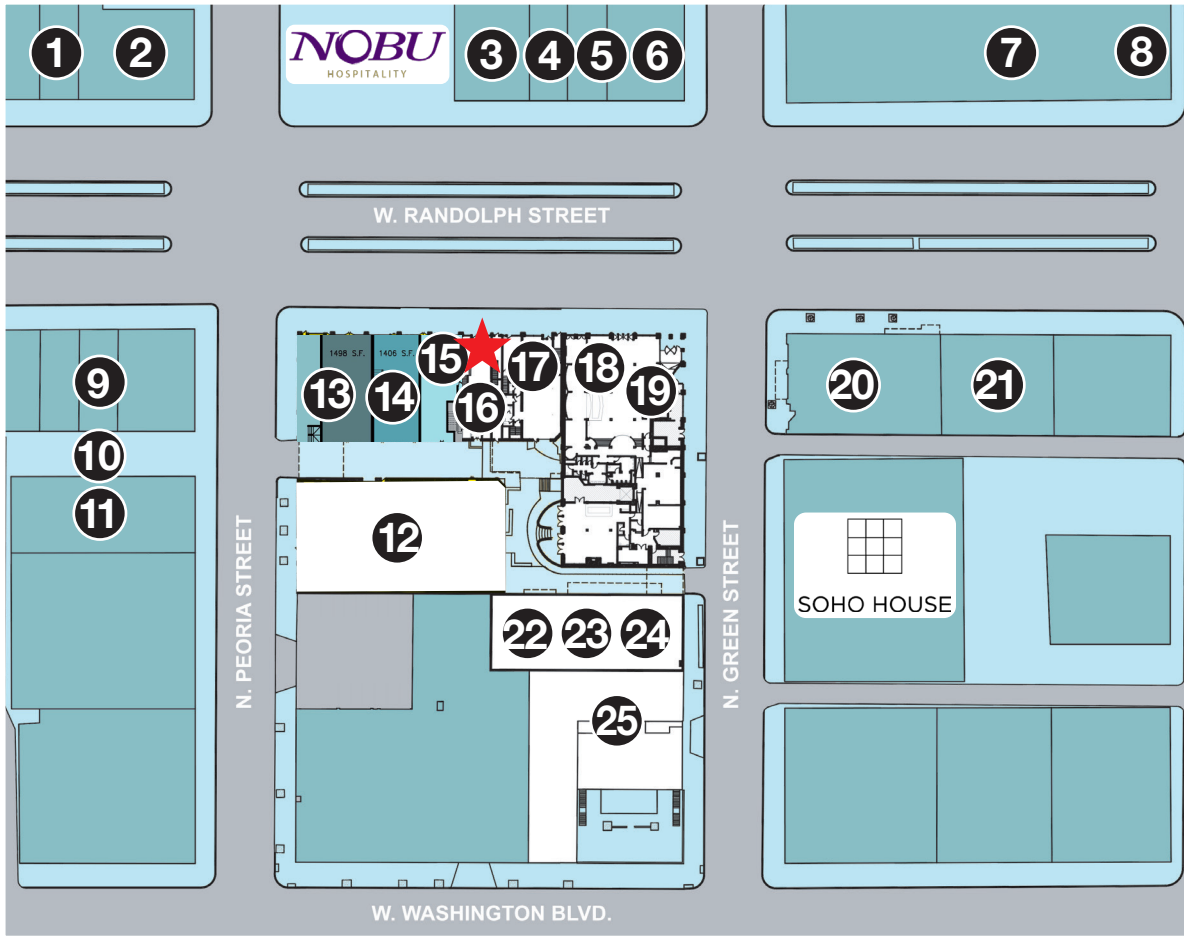 1
2
NOBU
HOSPITALITY
3
4
5
6
7
8
W. RANDOLPH STREET
1498 S.F.
1406 S.F.
9
10
11
13
14
15
16
17
18
19
20
21
12
N. PEORIA STREET
N. GREEN STREET
SOHO HOUSE
22
23
24
25
W. WASHINGTON BLVD.